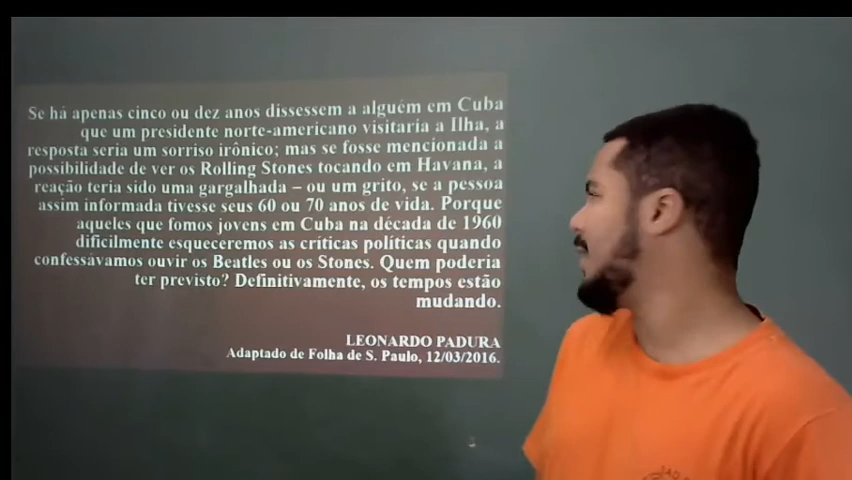 Se há apenas cinco ou dez anos dissessem a alguém em Cuba
que um presidente norte-americano visitaria a Ilha, a
resposta seria um sorriso irônico; mas se fosse mencionada a
possibilidade de ver os Rolling Stones tocando em Havana, a
reação teria sido uma gargalhada – ou um grito, se a pessoa
assim informada tivesse seus 60 ou 70 anos de vida. Porque
aqueles que fomos jovens em Cuba na década de 1960
dificilmente esqueceremos as críticas políticas quando
confessávamos ouvir os Beatles ou os Stones. Quem poderia
ter previsto? Definitivamente, os tempos estão
mudando.
LEONARDO PADURA
Adaptado de Folha de S. Paulo, 12/03/2016.